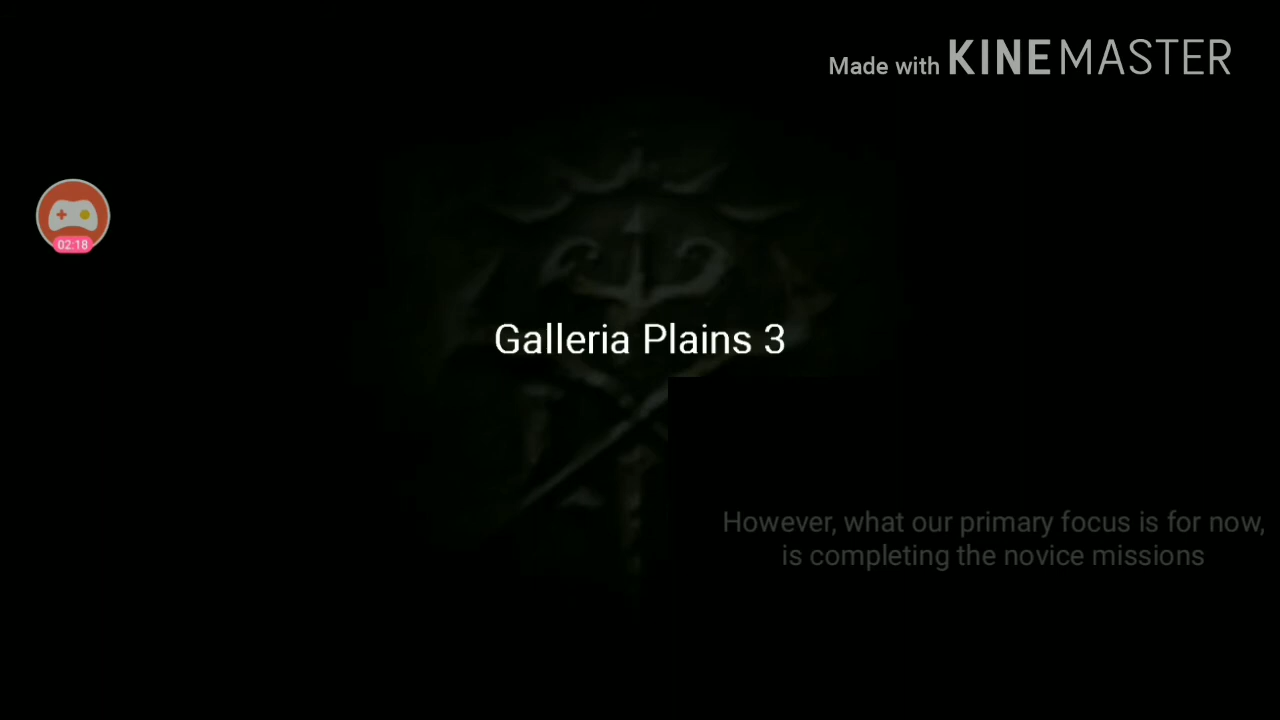 Made with KINEMASTER
02:18
Galleria Plains 3
However, what our primary focus is for now,
is completing the novice missions